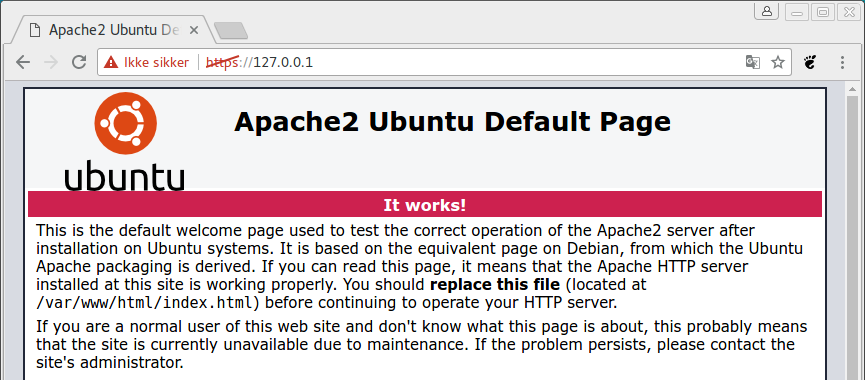 Apache2 Ubuntu De
Ikke sikker https://127.0.0.1
ubuntu
Apache2 Ubuntu Default Page
It works!
This is the default welcome page used to test the correct operation of the Apache2 server after
installation on Ubuntu systems. It is based on the equivalent page on Debian, from which the Ubuntu
Apache packaging is derived. If you can read this page, it means that the Apache HTTP server
installed at this site is working properly. You should replace this file (located at
/var/www/html/index.html) before continuing to operate your HTTP server.
If you are a normal user of this web site and don't know what this page is about, this probably means
that the site is currently unavailable due to maintenance. If the problem persists, please contact the
site's administrator.